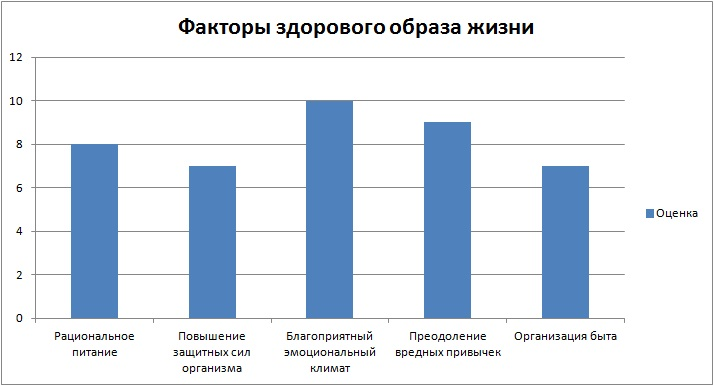 Факторы здорового образа жизни
12
10
8
6
4
2
0
Оценка
Рациональное
питание
Повышение
защитных сил
организма
Благоприятный
эмоциональный
климат
Преодоление
вредных привычек
Организация быта